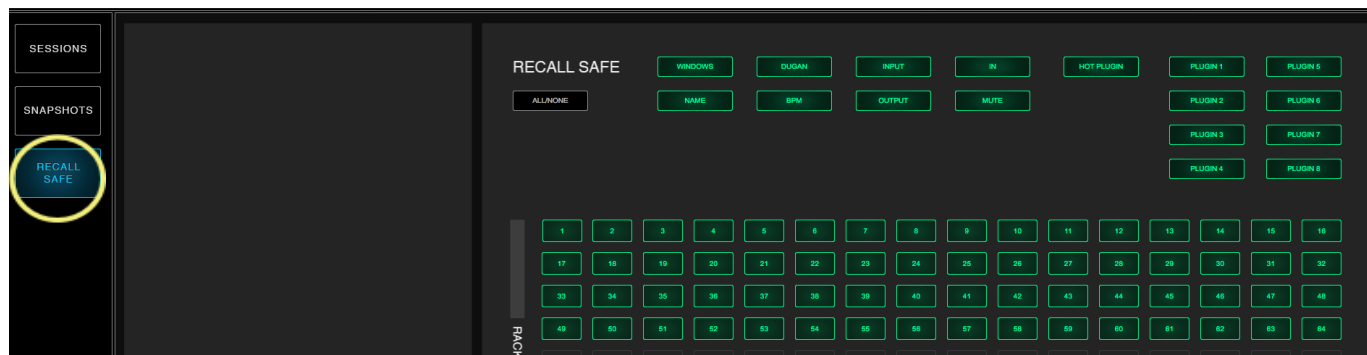 SESSIONS
SNAPSHOTS
RECALL
SAFE
RECALL SAFE
WINDOWS DUGAN INPUT IN HOT PLUGIN PLUGIN 1 PLUGIN 5
ALL/NONE NAME BPM OUTPUT MUTE PLUGIN 2 PLUGIN 6
PLUGIN 3 PLUGIN 7
PLUGIN 4 PLUGIN 8
1 2 3 4 5 6 7 8 9 10 11 12 13 14 15 16
17 18 19 20 21 22 23 24 25 26 27 28 29 30 31 32
33 34 35 36 37 38 39 40 41 42 43 44 45 46 47 48
49 50 51 52 53 54 55 56 57 58 59 60 61 62 63 64
RACK